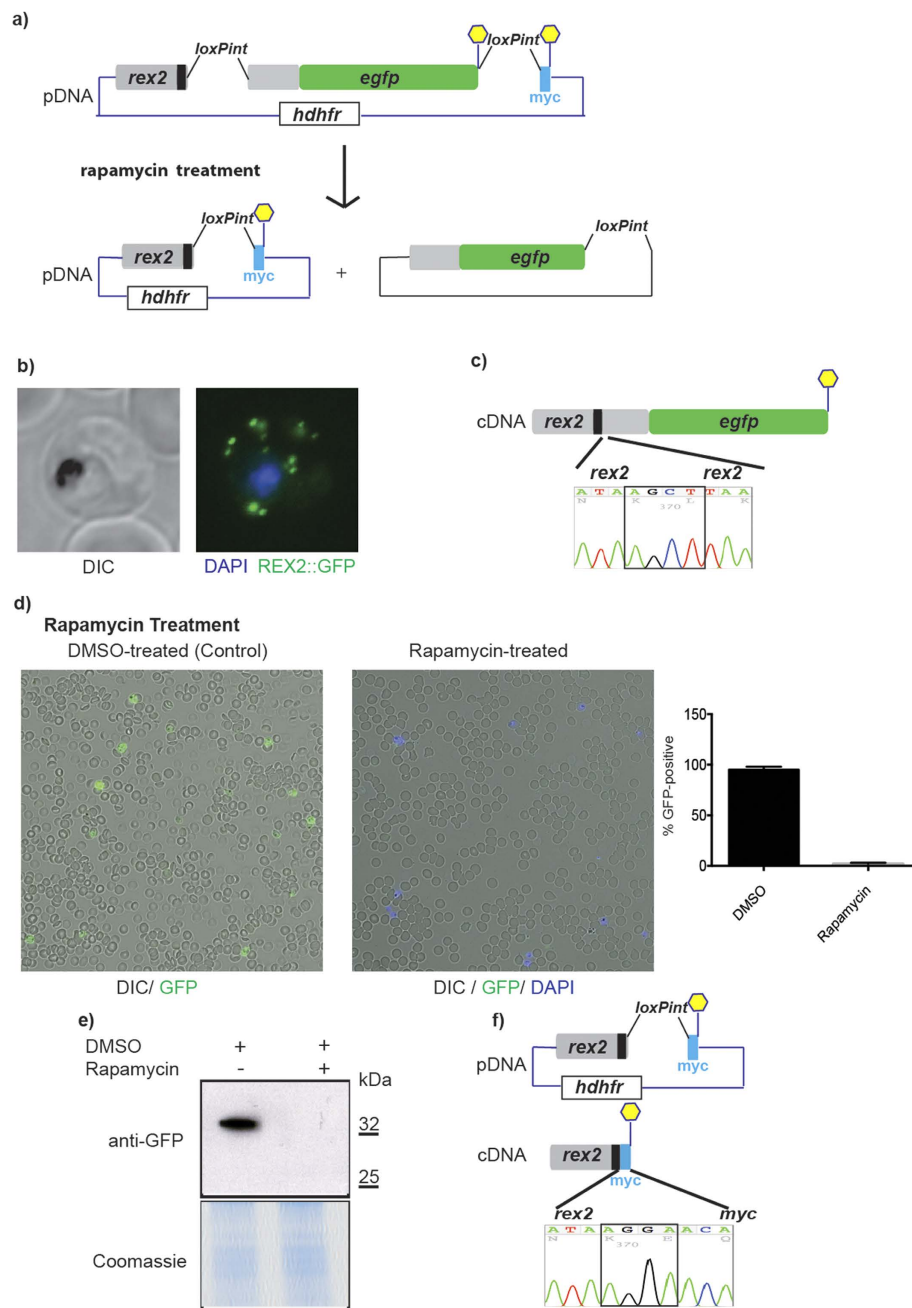 a)
loxPint
loxPint
rex2
egfp
pDNA
myc
hdhfr
rapamycin treatment
loxPint
loxPint
rex2
egfp
pDNA
myc
+
hdhfr
b)
DIC
DAPI REX2::GFP
c)
cDNA
rex2
egfp
rex2
rex2
A T A A G C T T A A
N K L K
370
d)
Rapamycin Treatment
DMSO-treated (Control)
Rapamycin-treated
DIC/ GFP
DIC / GFP/ DAPI
% GFP-positive
150
100
50
0
DMSO
Rapamycin
e)
DMSO + +
Rapamycin - +
kDa
anti-GFP
32
25
Coomassie
f)
loxPint
rex2
pDNA
myc
hdhfr
cDNA
rex2
myc
rex2
myc
A T A A G G A A C A
N K E Q
370